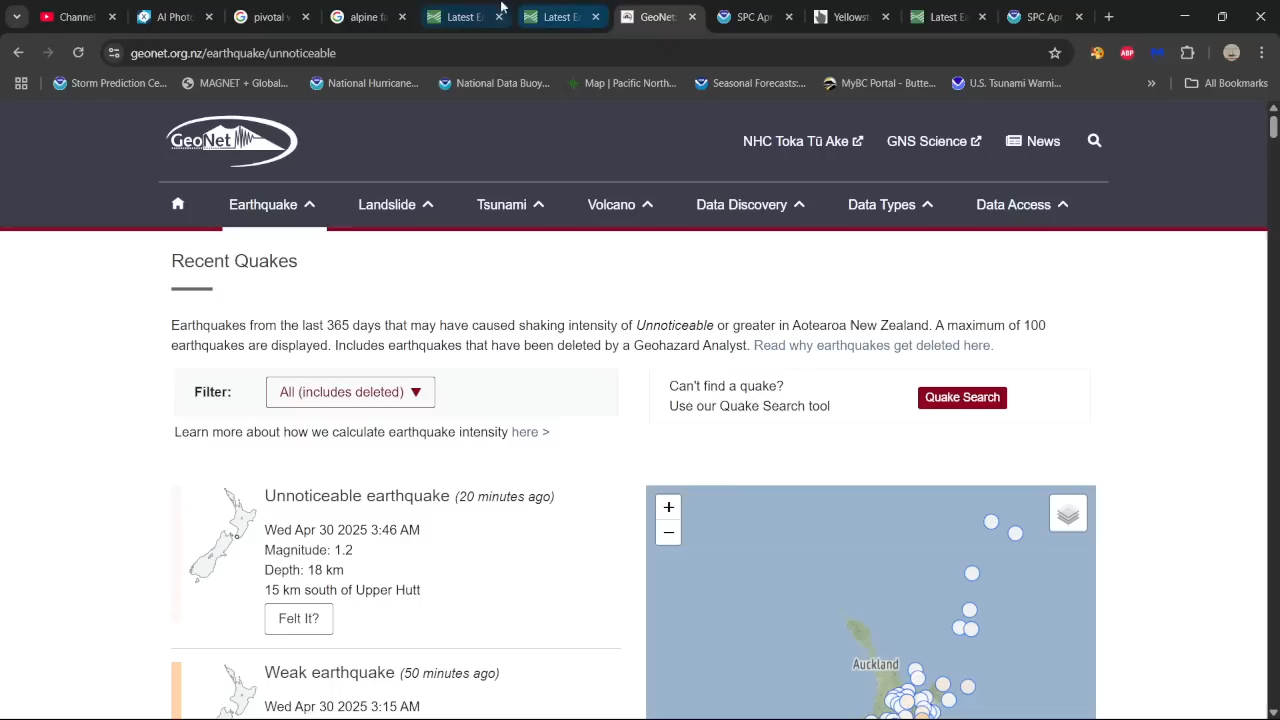 Channel
AI Photo
pivotal v
alpine fa
Latest Ea
Latest Ea
GeoNet:
SPC Apr
Yellowst
Latest Ea
SPC Apr
geonet.org.nz/earthquake/unnoticeable
ABP
Storm Prediction Ce...
MAGNET + Global...
National Hurricane...
National Data Buoy...
Map | Pacific North...
Seasonal Forecasts:...
MyBC Portal - Butte...
U.S. Tsunami Warni...
» All Bookmarks
GeoNet
NHC Toka Tū Ake
GNS Science
News
Earthquake
Landslide
Tsunami
Volcano
Data Discovery
Data Types
Data Access
Recent Quakes
Earthquakes from the last 365 days that may have caused shaking intensity of Unnoticeable or greater in Aotearoa New Zealand. A maximum of 100
earthquakes are displayed. Includes earthquakes that have been deleted by a Geohazard Analyst. Read why earthquakes get deleted here.
Filter: All (includes deleted) ▼
Can't find a quake?
Use our Quake Search tool
Quake Search
Learn more about how we calculate earthquake intensity here >
Unnoticeable earthquake (20 minutes ago)
Wed Apr 30 2025 3:46 AM
Magnitude: 1.2
Depth: 18 km
15 km south of Upper Hutt
Felt It?
Weak earthquake (50 minutes ago)
Wed Apr 30 2025 3:15 AM
+
−
Auckland